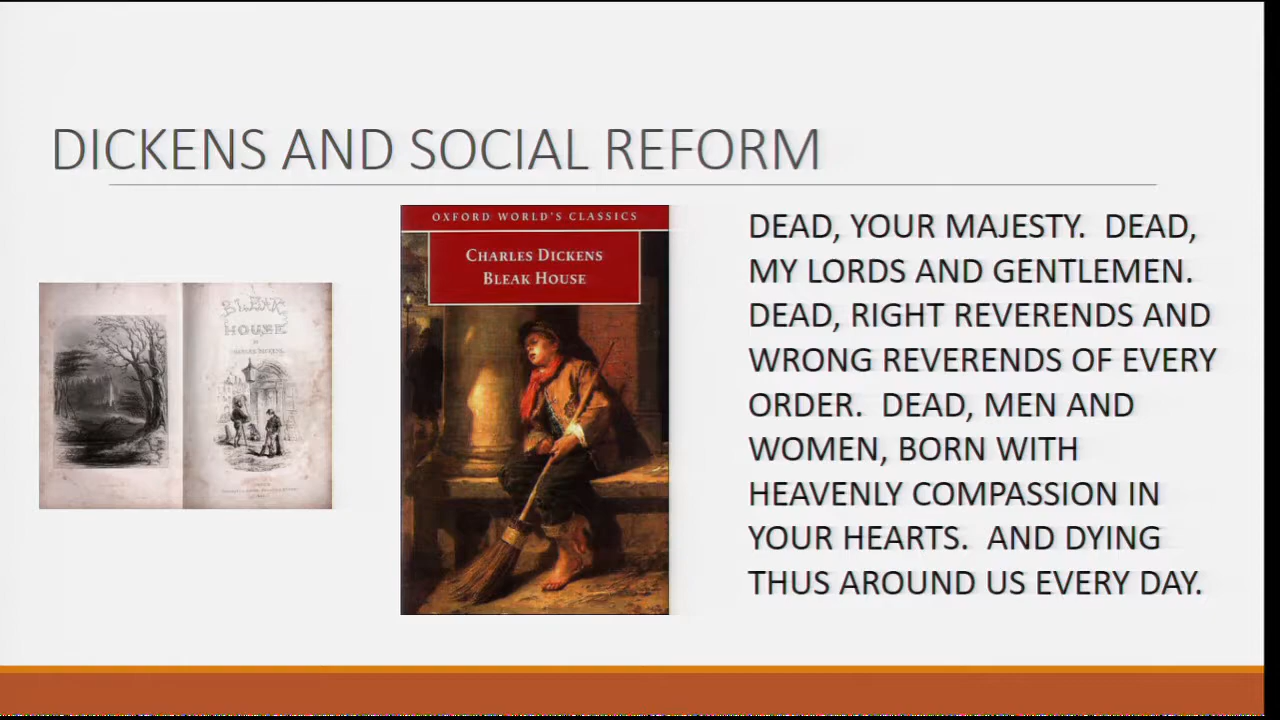 DICKENS AND SOCIAL REFORM
BLEAK
HOUSE
CHARLES DICKENS.
OXFORD WORLD'S CLASSICS
CHARLES DICKENS
BLEAK HOUSE
DEAD, YOUR MAJESTY. DEAD,
MY LORDS AND GENTLEMEN.
DEAD, RIGHT REVERENDS AND
WRONG REVERENDS OF EVERY
ORDER. DEAD, MEN AND
WOMEN, BORN WITH
HEAVENLY COMPASSION IN
YOUR HEARTS. AND DYING
THUS AROUND US EVERY DAY.